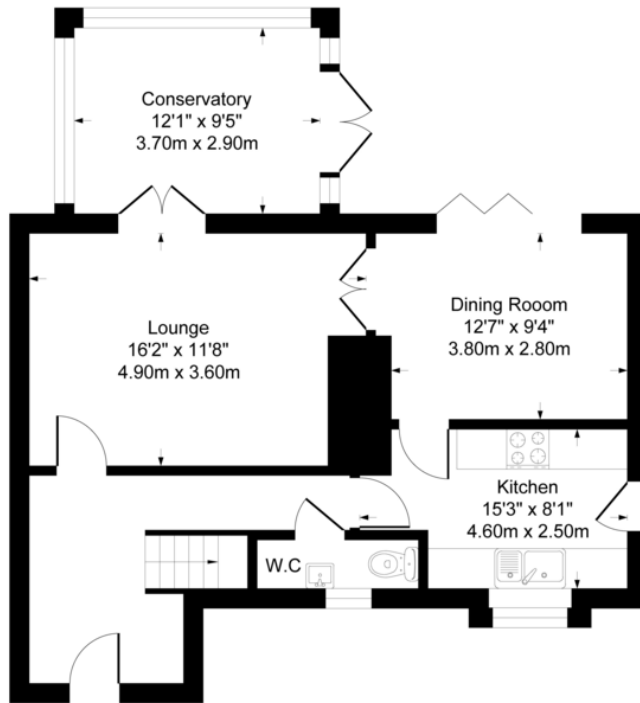 Conservatory
12'1" x 9'5"
3.70m x 2.90m
Lounge
16'2" x 11'8"
4.90m x 3.60m
Dining Rooom
12'7" x 9'4"
3.80m x 2.80m
Kitchen
15'3" x 8'1"
4.60m x 2.50m
W.C